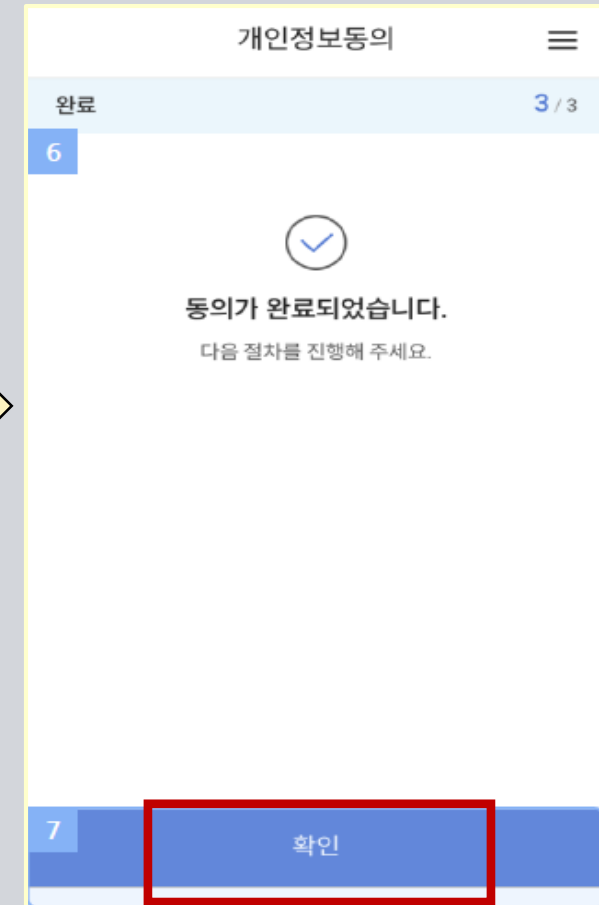 개인정보동의
완료 3 / 3
6
동의가 완료되었습니다.
다음 절차를 진행해 주세요.
7
확인